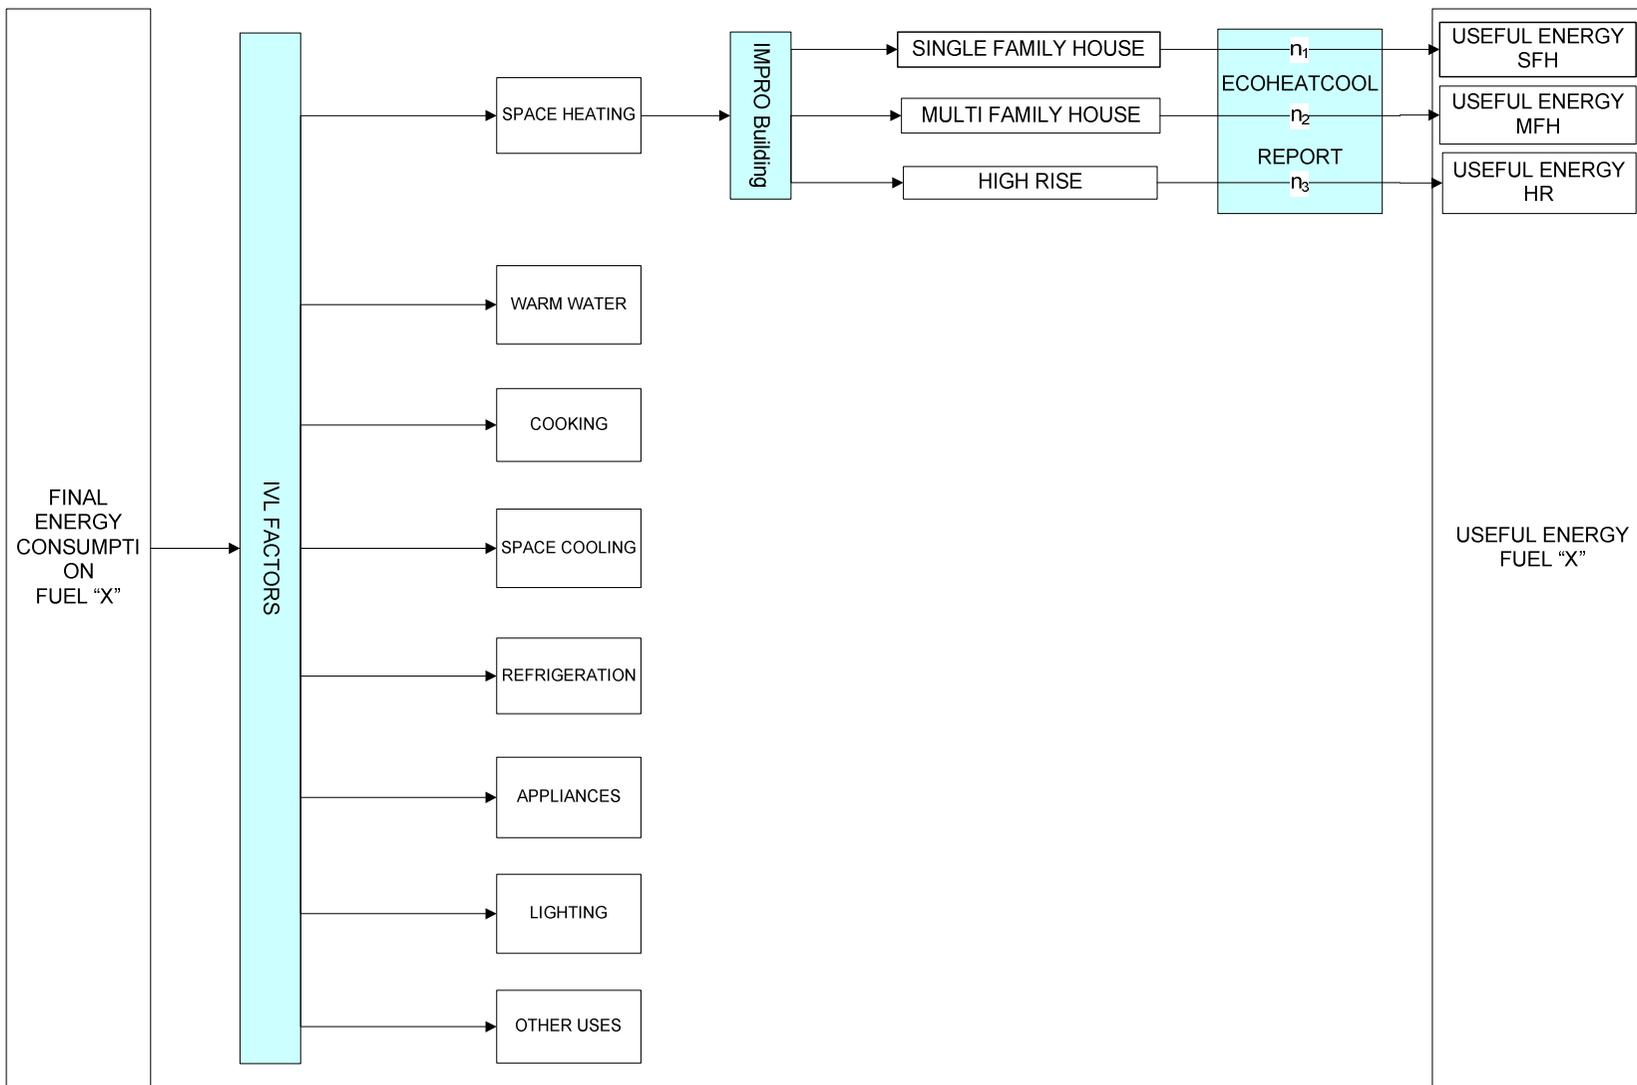 FINAL
ENERGY
CONSUMPTI
ON
FUEL “X”
IVL FACTORS
SPACE HEATING
WARM WATER
COOKING
SPACE COOLING
REFRIGERATION
APPLIANCES
LIGHTING
OTHER USES
IMPRO Building
SINGLE FAMILY HOUSE
MULTI FAMILY HOUSE
HIGH RISE
n₁
ECOHEATCOOL
n₂
REPORT
n₃
USEFUL ENERGY
SFH
USEFUL ENERGY
MFH
USEFUL ENERGY
HR
USEFUL ENERGY
FUEL “X”